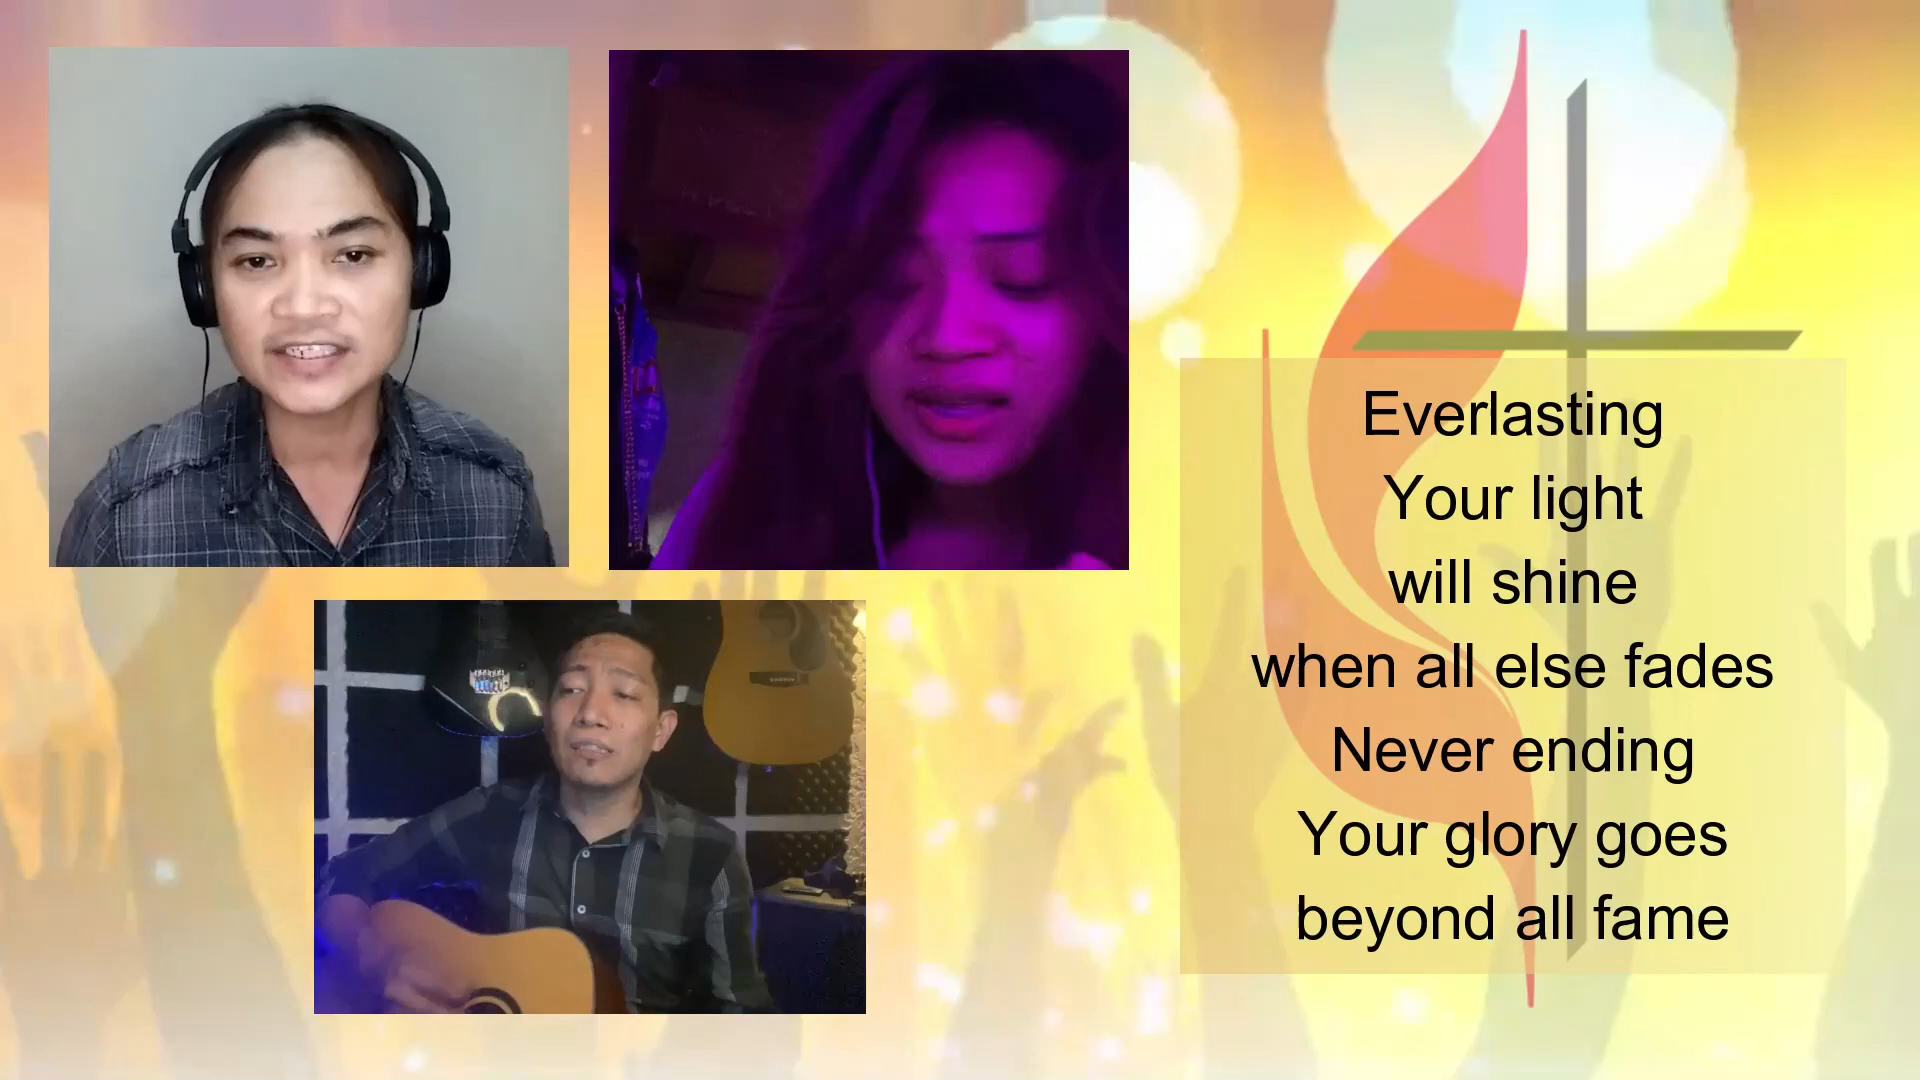 Everlasting
Your light
will shine
when all else fades
Never ending
Your glory goes
beyond all fame